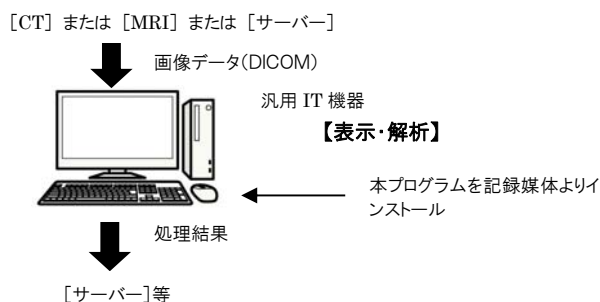 [CT] または [MRI] または [サーバー]
画像データ(DICOM)
汎用 IT 機器
【表示･解析】
本プログラムを記録媒体よりイ
ンストール
処理結果
[サーバー]等